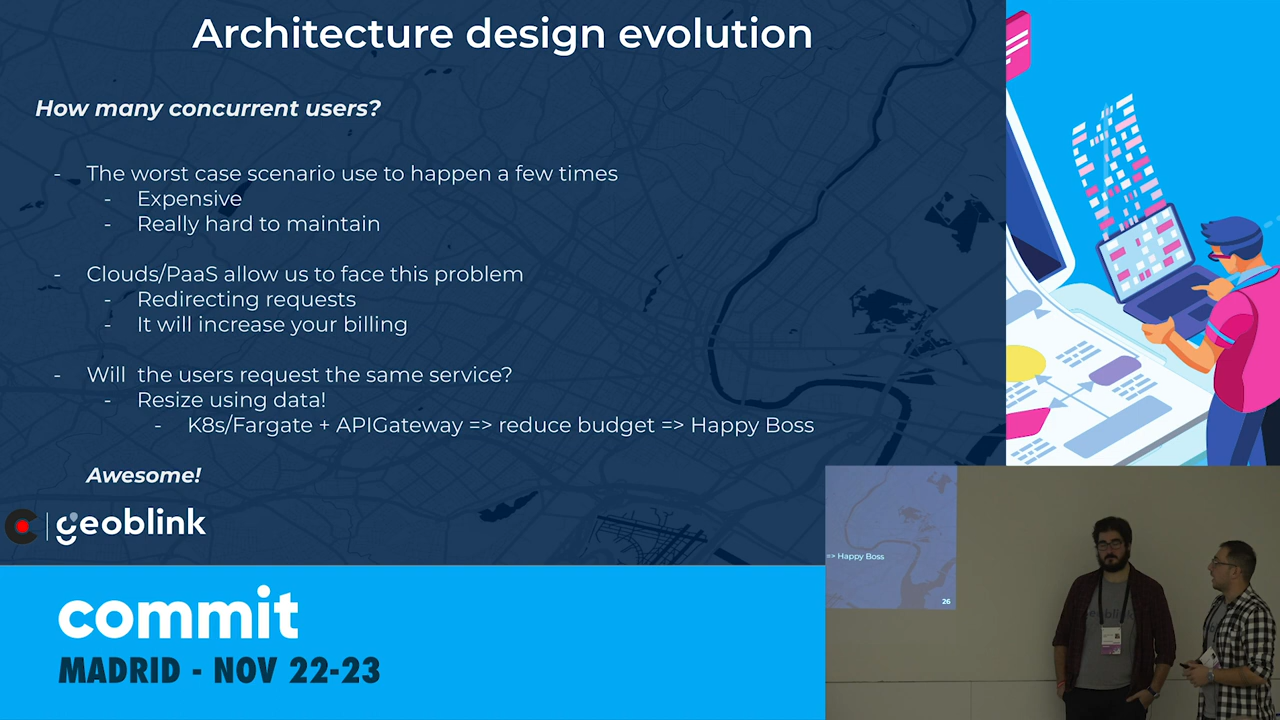 Architecture design evolution
How many concurrent users?
- The worst case scenario use to happen a few times
- Expensive
- Really hard to maintain
- Clouds/PaaS allow us to face this problem
- Redirecting requests
- It will increase your billing
- Will the users request the same service?
- Resize using data!
- K8s/Fargate + APIGateway => reduce budget => Happy Boss
Awesome!
geoblink
commit
MADRID - NOV 22-23
=> Happy Boss
26
geoblink